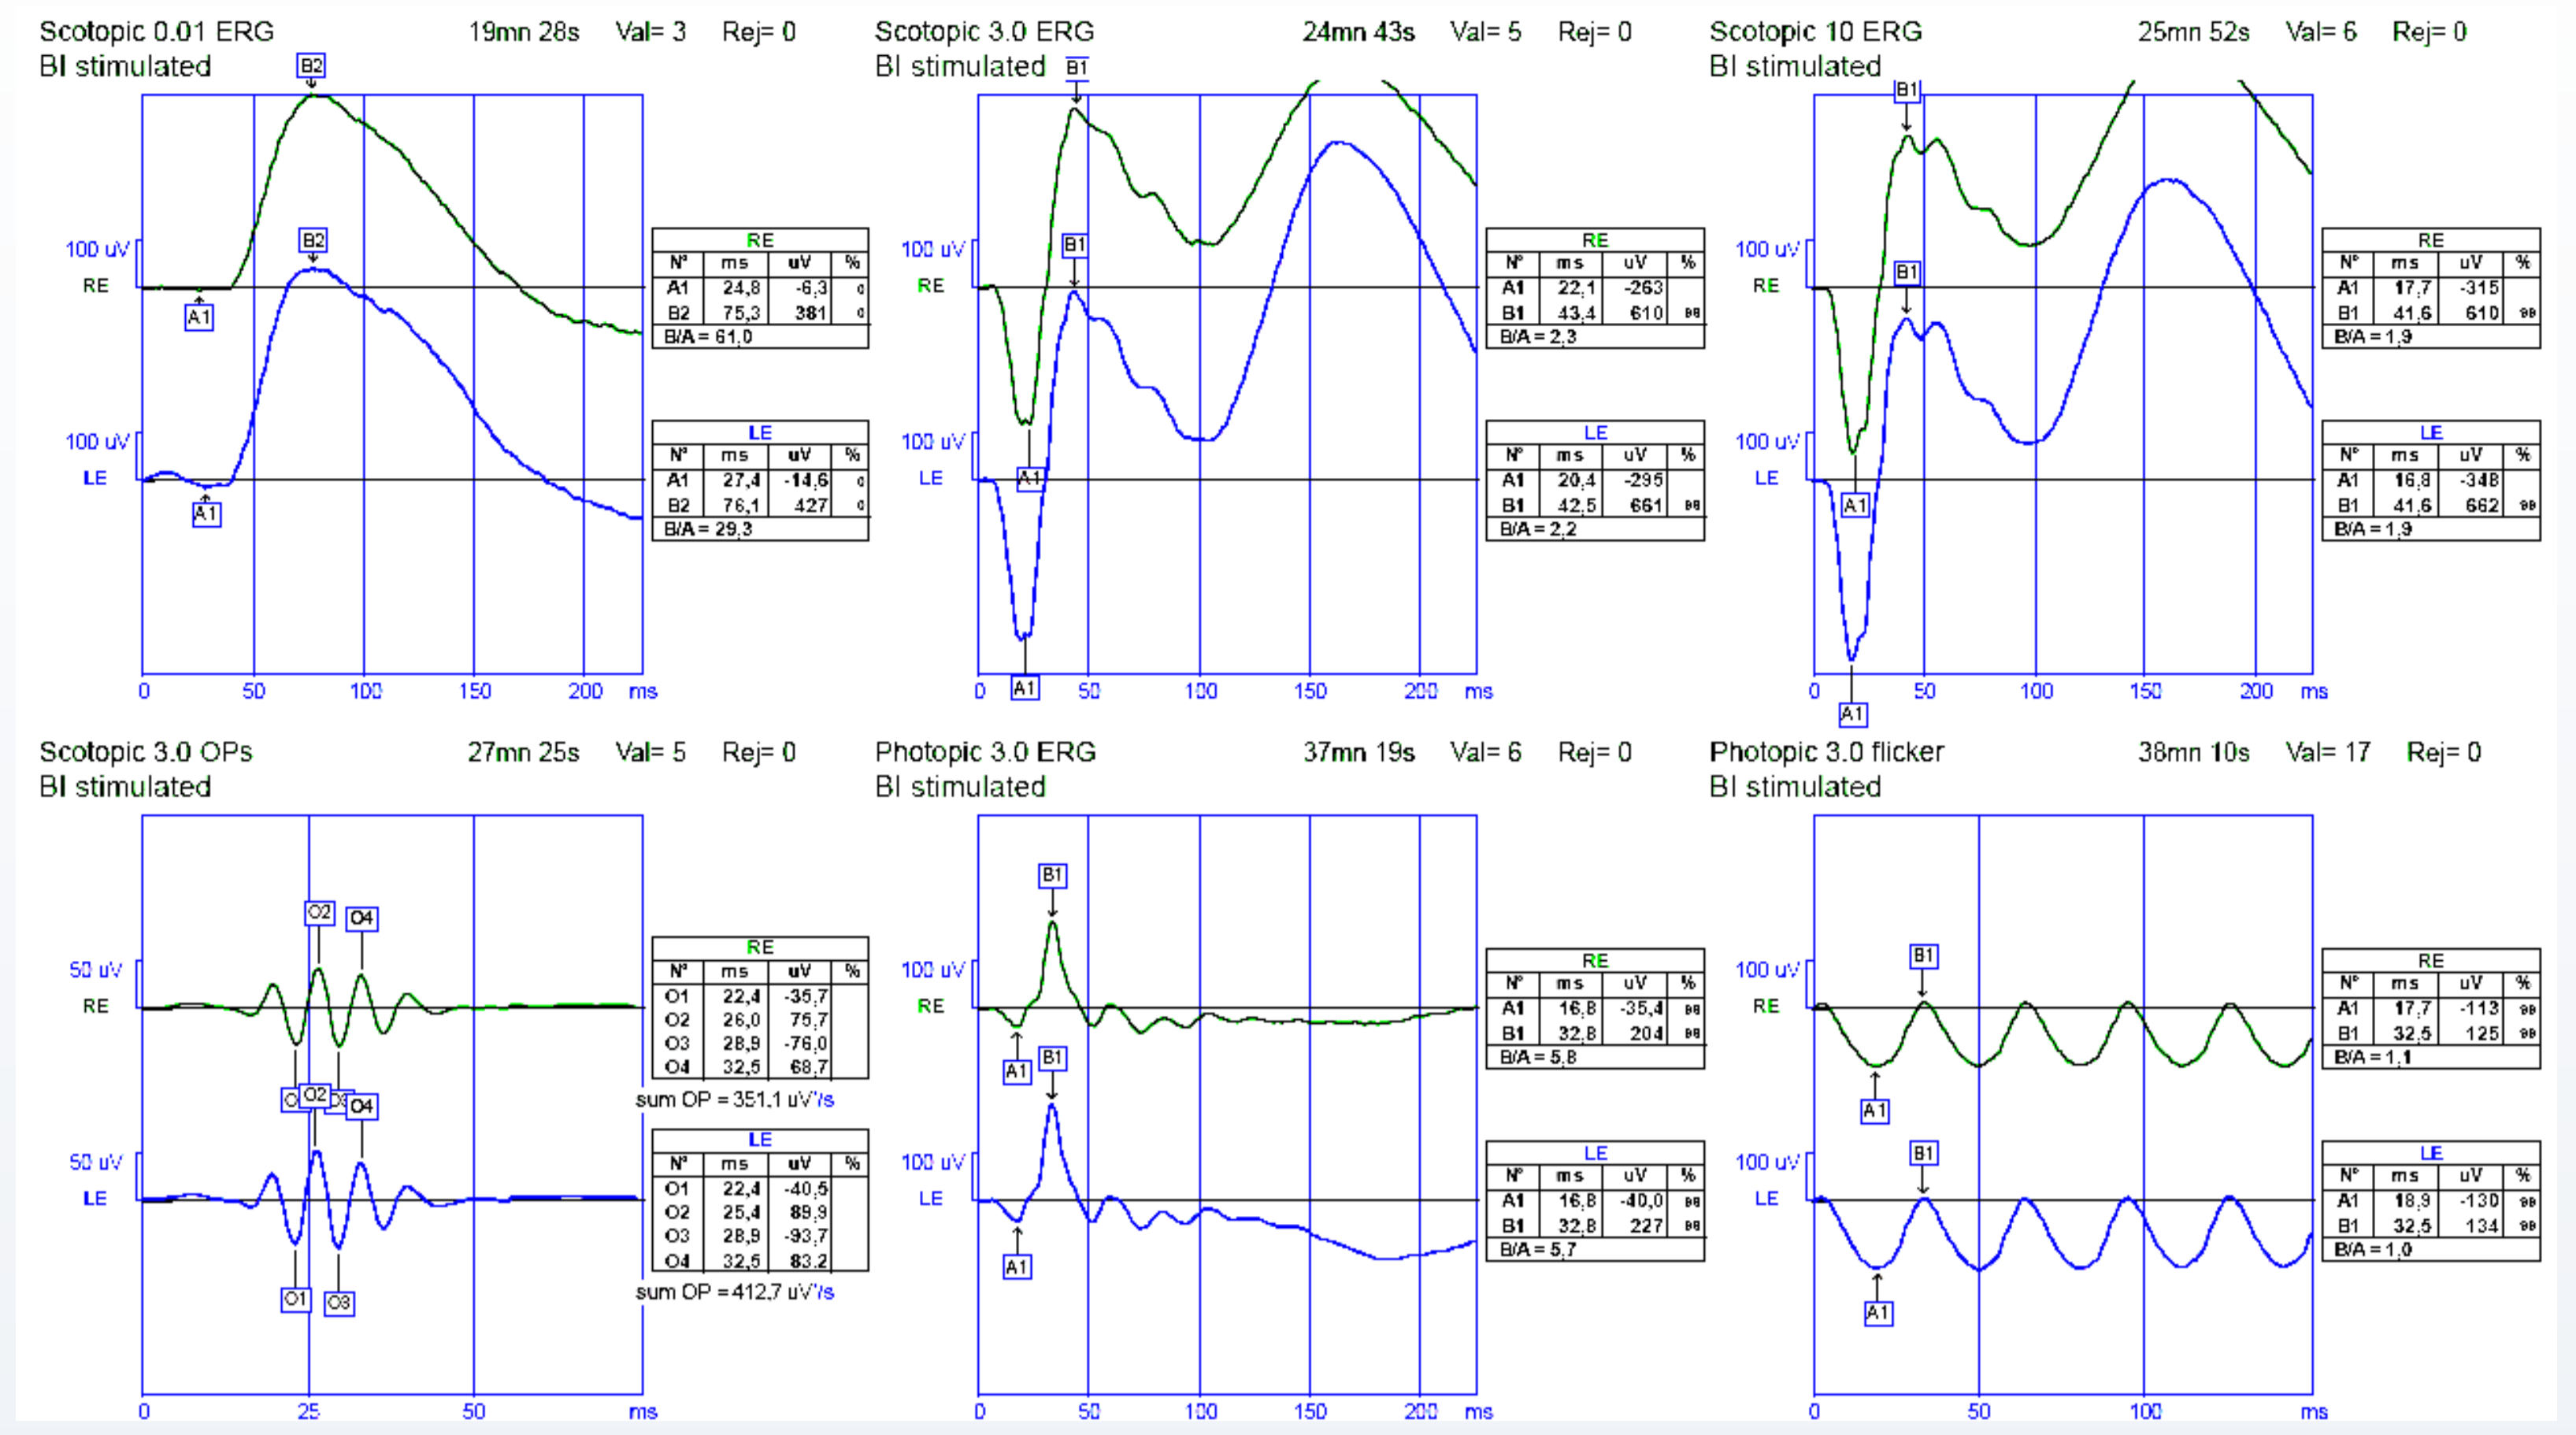 Scotopic 0.01 ERG 19mn 28s Val= 3 Rej= 0
BI stimulated
B2
B2
100 uV
RE
A1
100 uV
LE
A1
0 50 100 150 200 ms
RE
N° ms uV %
A1 24,8 -6,3 0
B2 75,3 381 0
B/A = 61,0
LE
N° ms uV %
A1 27,4 -14,6 0
B2 76,1 427 0
B/A = 29,3
Scotopic 3.0 ERG 24mn 43s Val= 5 Rej= 0
BI stimulated
B1
B1
100 uV
RE
100 uV
LE
A1
A1
0 50 100 150 200 ms
RE
N° ms uV %
A1 22,1 -263
B1 43,4 610
B/A = 2,3
LE
N° ms uV %
A1 20,4 -295
B1 42,5 661
B/A = 2,2
Scotopic 10 ERG 25mn 52s Val= 6 Rej= 0
BI stimulated
B1
B1
100 uV
RE
100 uV
LE
A1
A1
0 50 100 150 200 ms
RE
N° ms uV %
A1 17,7 -315
B1 41,6 610
B/A = 1,9
LE
N° ms uV %
A1 16,8 -348
B1 41,6 662
B/A = 1,9
Scotopic 3.0 OPs 27mn 25s Val= 5 Rej= 0
BI stimulated
O2 O4
50 uV
RE
O2 O4
50 uV
LE
O1 O3
0 25 50 ms
RE
N° ms uV %
O1 22,4 -35,7
O2 26,0 75,7
O3 28,9 -76,0
O4 32,5 68,7
sum OP = 351,1 uV'/s
LE
N° ms uV %
O1 22,4 -40,5
O2 25,4 89,9
O3 28,9 -93,7
O4 32,5 83,2
sum OP = 412,7 uV'/s
Photopic 3.0 ERG 37mn 19s Val= 6 Rej= 0
BI stimulated
B1
100 uV
RE
B1
A1
100 uV
LE
A1
0 50 100 150 200 ms
RE
N° ms uV %
A1 16,8 -35,4
B1 32,8 204
B/A = 5,8
LE
N° ms uV %
A1 16,8 -40,0
B1 32,8 227
B/A = 5,7
Photopic 3.0 flicker 38mn 10s Val= 17 Rej= 0
BI stimulated
B1
100 uV
RE
A1
B1
100 uV
LE
A1
0 50 100 ms
RE
N° ms uV %
A1 17,7 -113
B1 32,5 125
B/A = 1,1
LE
N° ms uV %
A1 18,9 -130
B1 32,5 134
B/A = 1,0